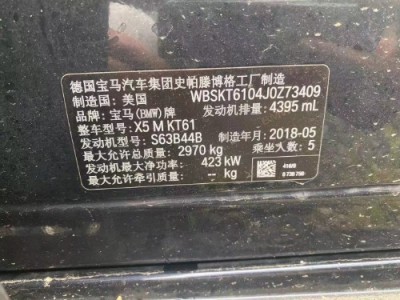 德国宝马汽车集团史帕滕博格工厂制造
制造国: 美国 WBSKT6104J0Z73409
品牌: 宝马(BMW)牌 发动机排量: 4395 mL
整车型号: X5 M KT61
发动机型号: S63B44B 制造年月: 2018-05
最大允许总质量: 2970 kg 乘坐人数: 5
发动机最大净功率: 423 kW
最大允许牵引质量: -- kg